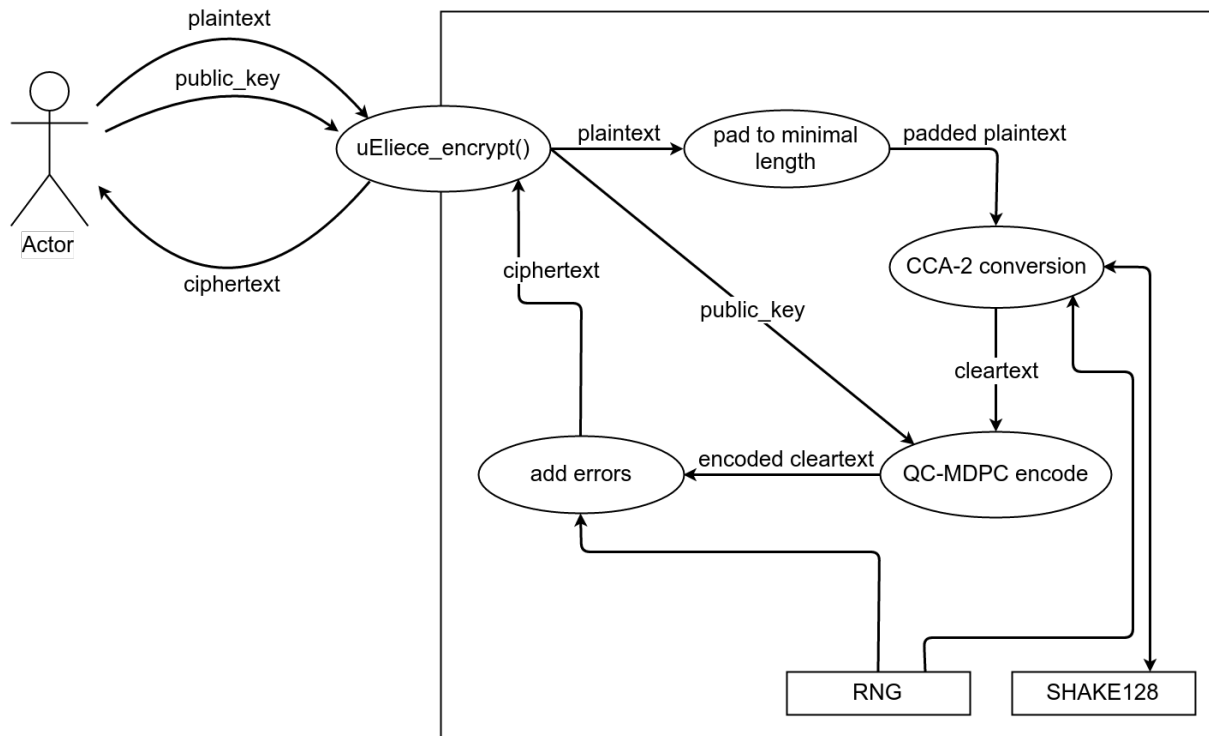 plaintext
public_key
uEliece_encrypt()
plaintext
pad to minimal
length
padded plaintext
Actor
ciphertext
ciphertext
CCA-2 conversion
public_key
cleartext
add errors
encoded cleartext
QC-MDPC encode
RNG
SHAKE128